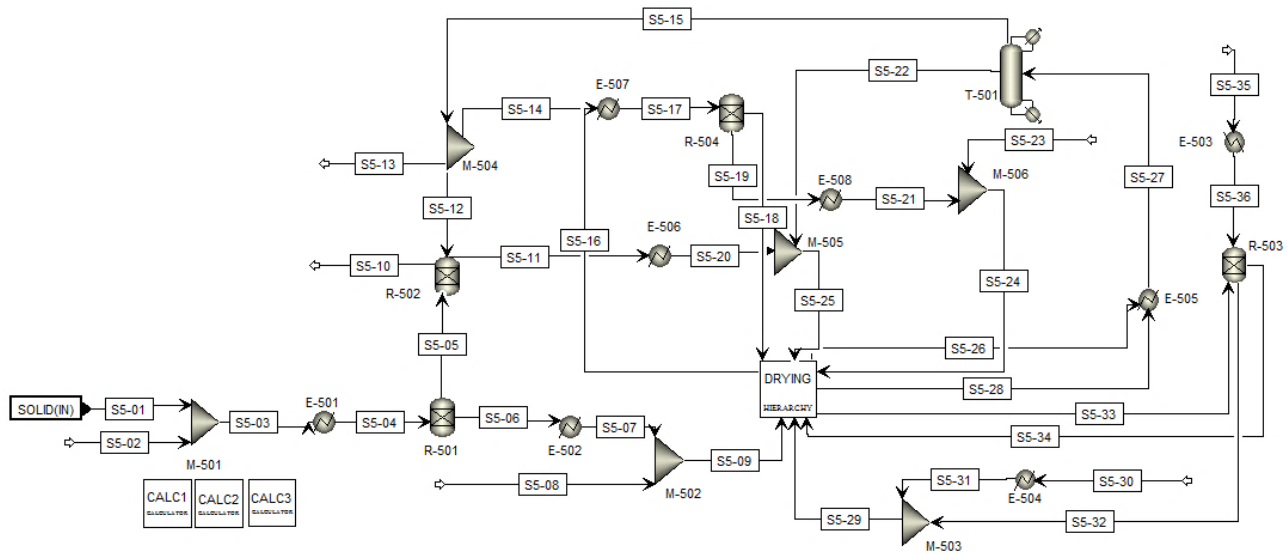 S5-15
S5-22
T-501
S5-35
E-507
S5-14
S5-17
R-504
S5-23
E-503
S5-13
M-504
S5-19
E-508
M-506
S5-27
S5-21
S5-36
S5-12
S5-18
E-506
S5-16
M-505
R-503
S5-10
S5-11
S5-20
S5-24
R-502
S5-25
E-505
S5-05
S5-26
DRYING
HIERARCHY
S5-28
SOLID(IN)
S5-01
E-501
S5-03
S5-04
S5-06
S5-07
S5-33
S5-02
R-501
E-502
S5-34
M-501
S5-09
S5-08
M-502
S5-31
S5-30
E-504
CALC1
CALCULATOR
CALC2
CALCULATOR
CALC3
CALCULATOR
S5-29
S5-32
M-503